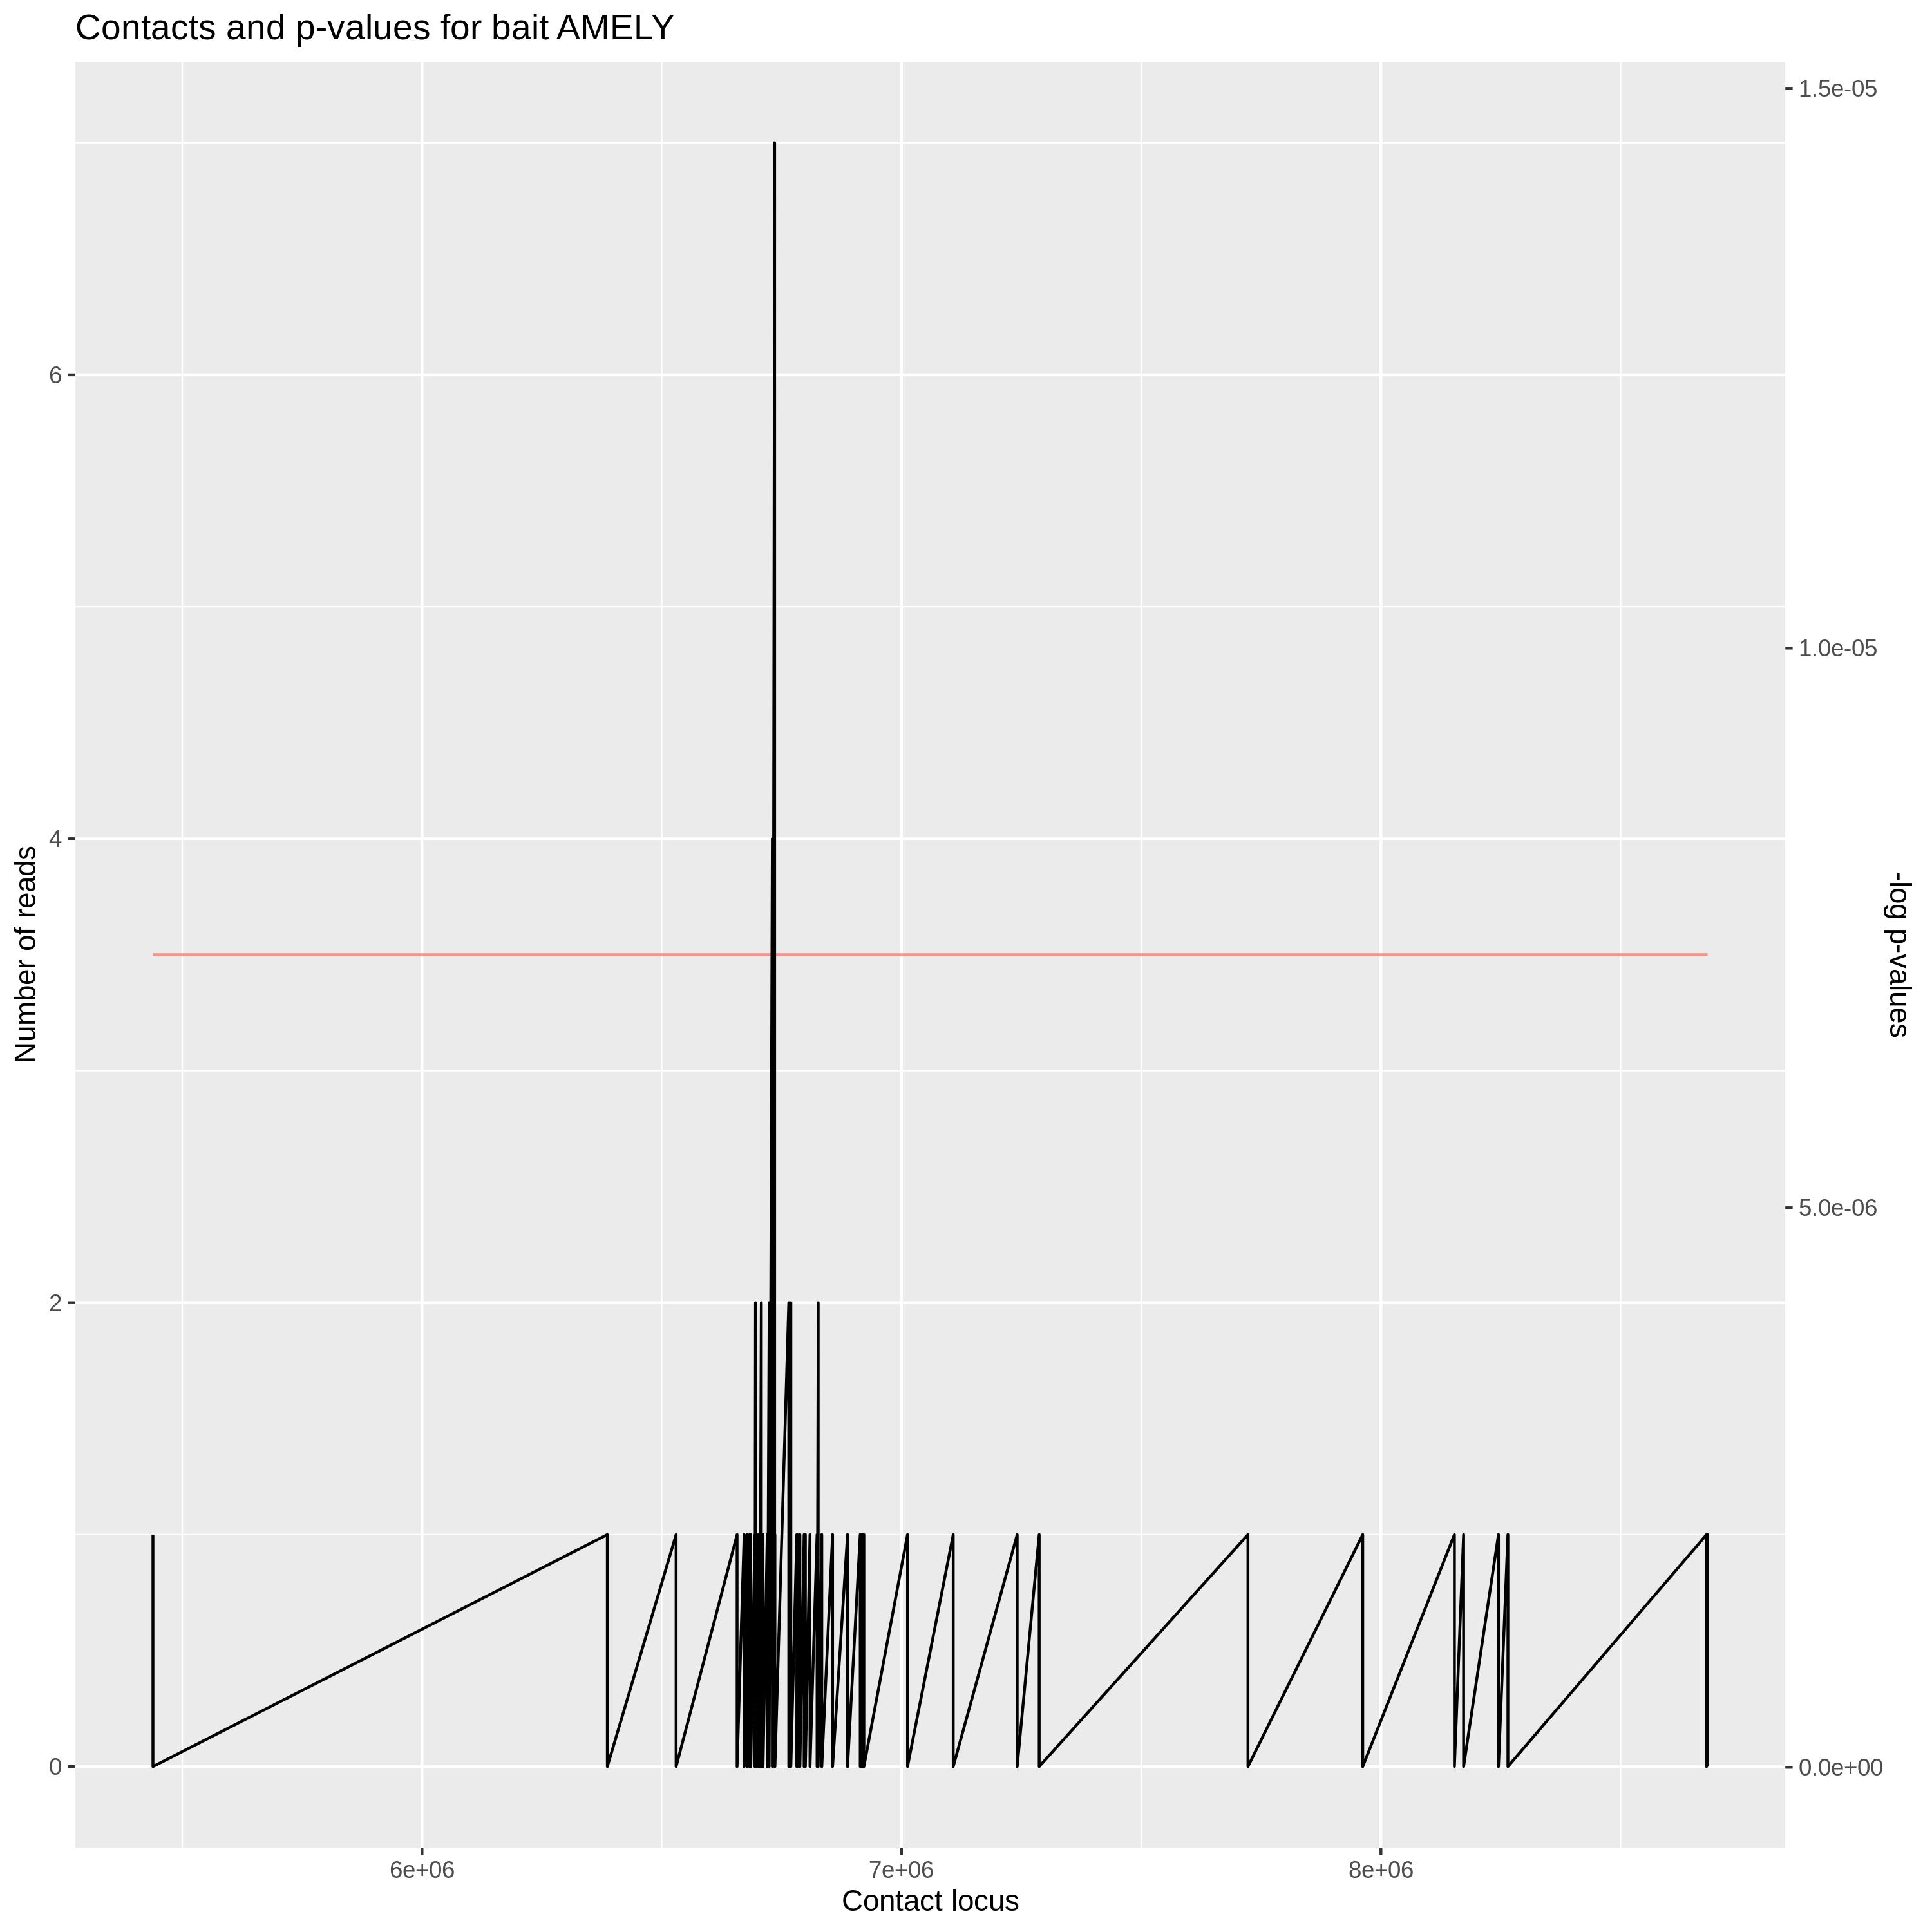 Contacts and p-values for bait AMELY
1.5e-05
6
1.0e-05
4
Number of reads
-log p-values
5.0e-06
2
0
0.0e+00
6e+06
7e+06
8e+06
Contact locus